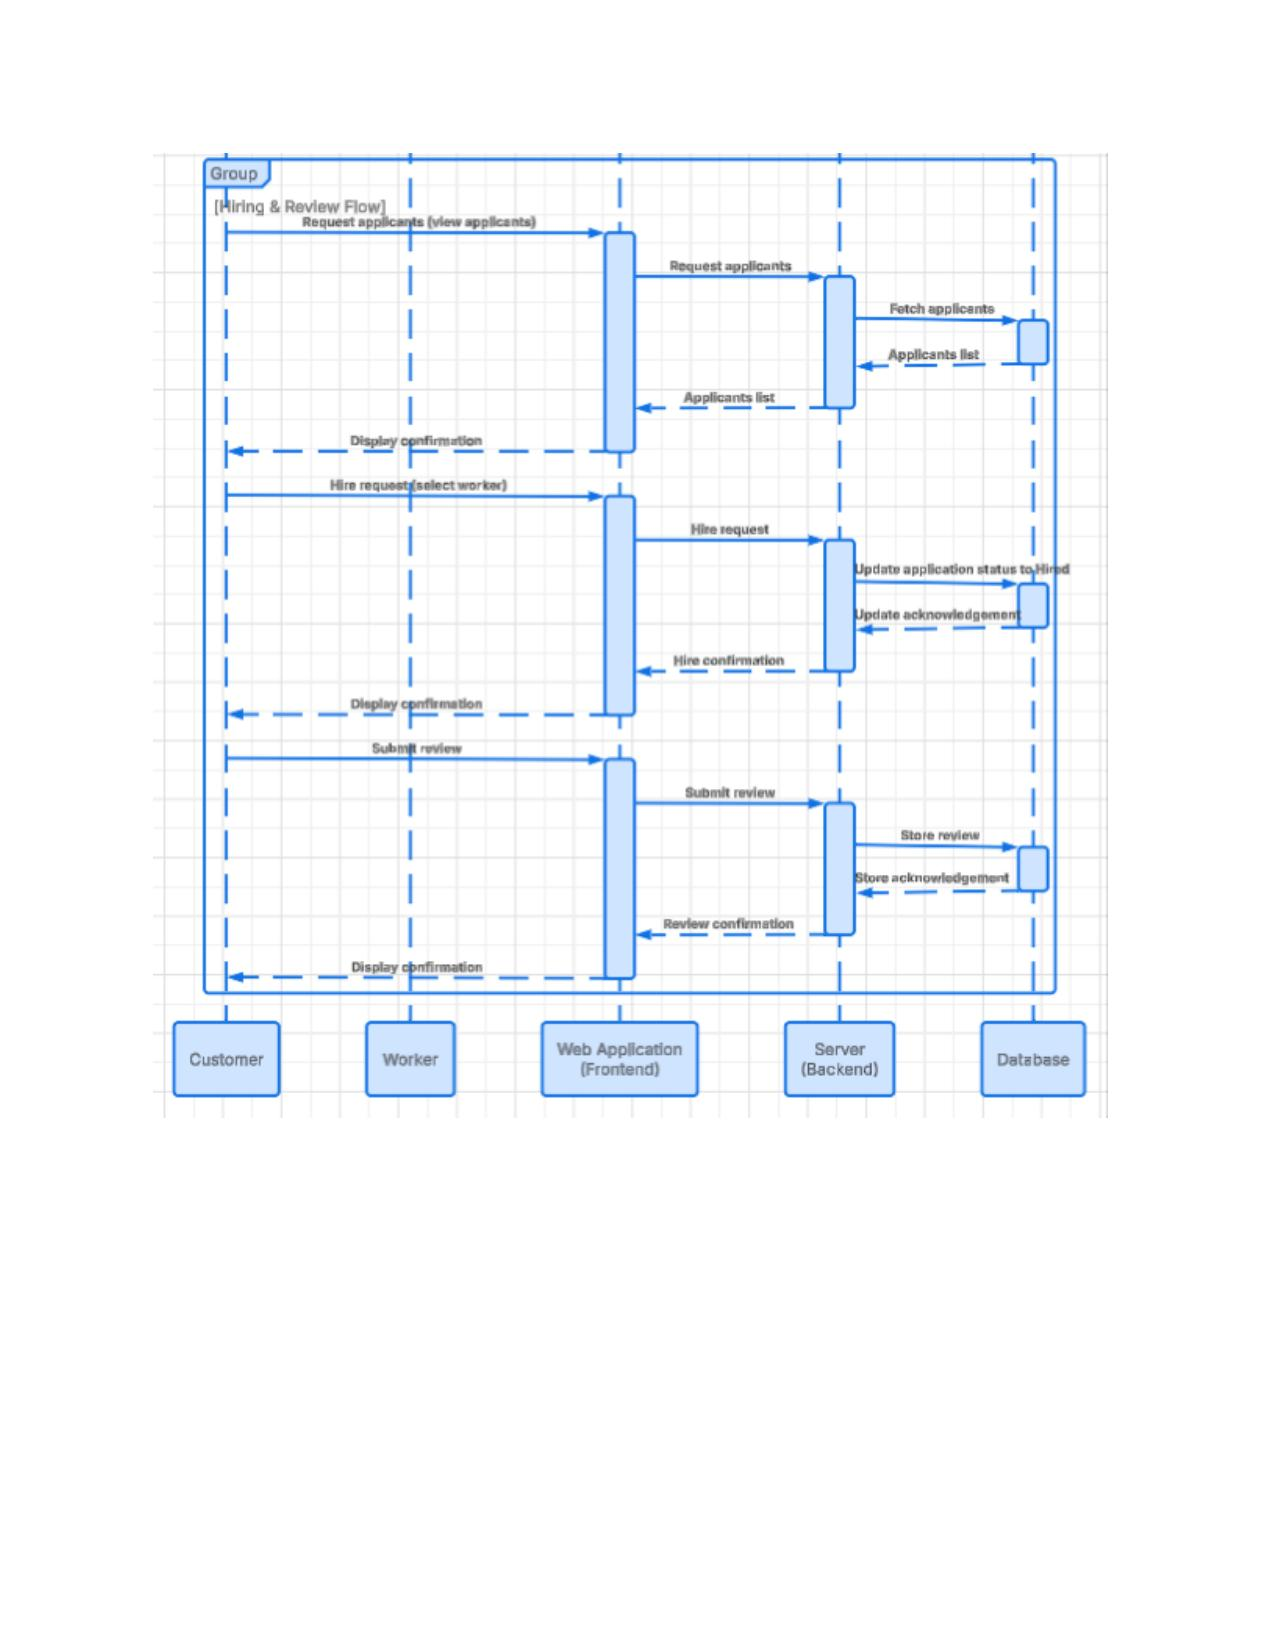 Group
[Hiring & Review Flow]
Request applicants (view applicants)
Request applicants
Fetch applicants
Applicants list
Applicants list
Display confirmation
Hire request(select worker)
Hire request
Update application status to Hired
Update acknowledgement
Hire confirmation
Display confirmation
Submit review
Submit review
Store review
Store acknowledgement
Review confirmation
Display confirmation
Customer
Worker
Web Application
(Frontend)
Server
(Backend)
Database